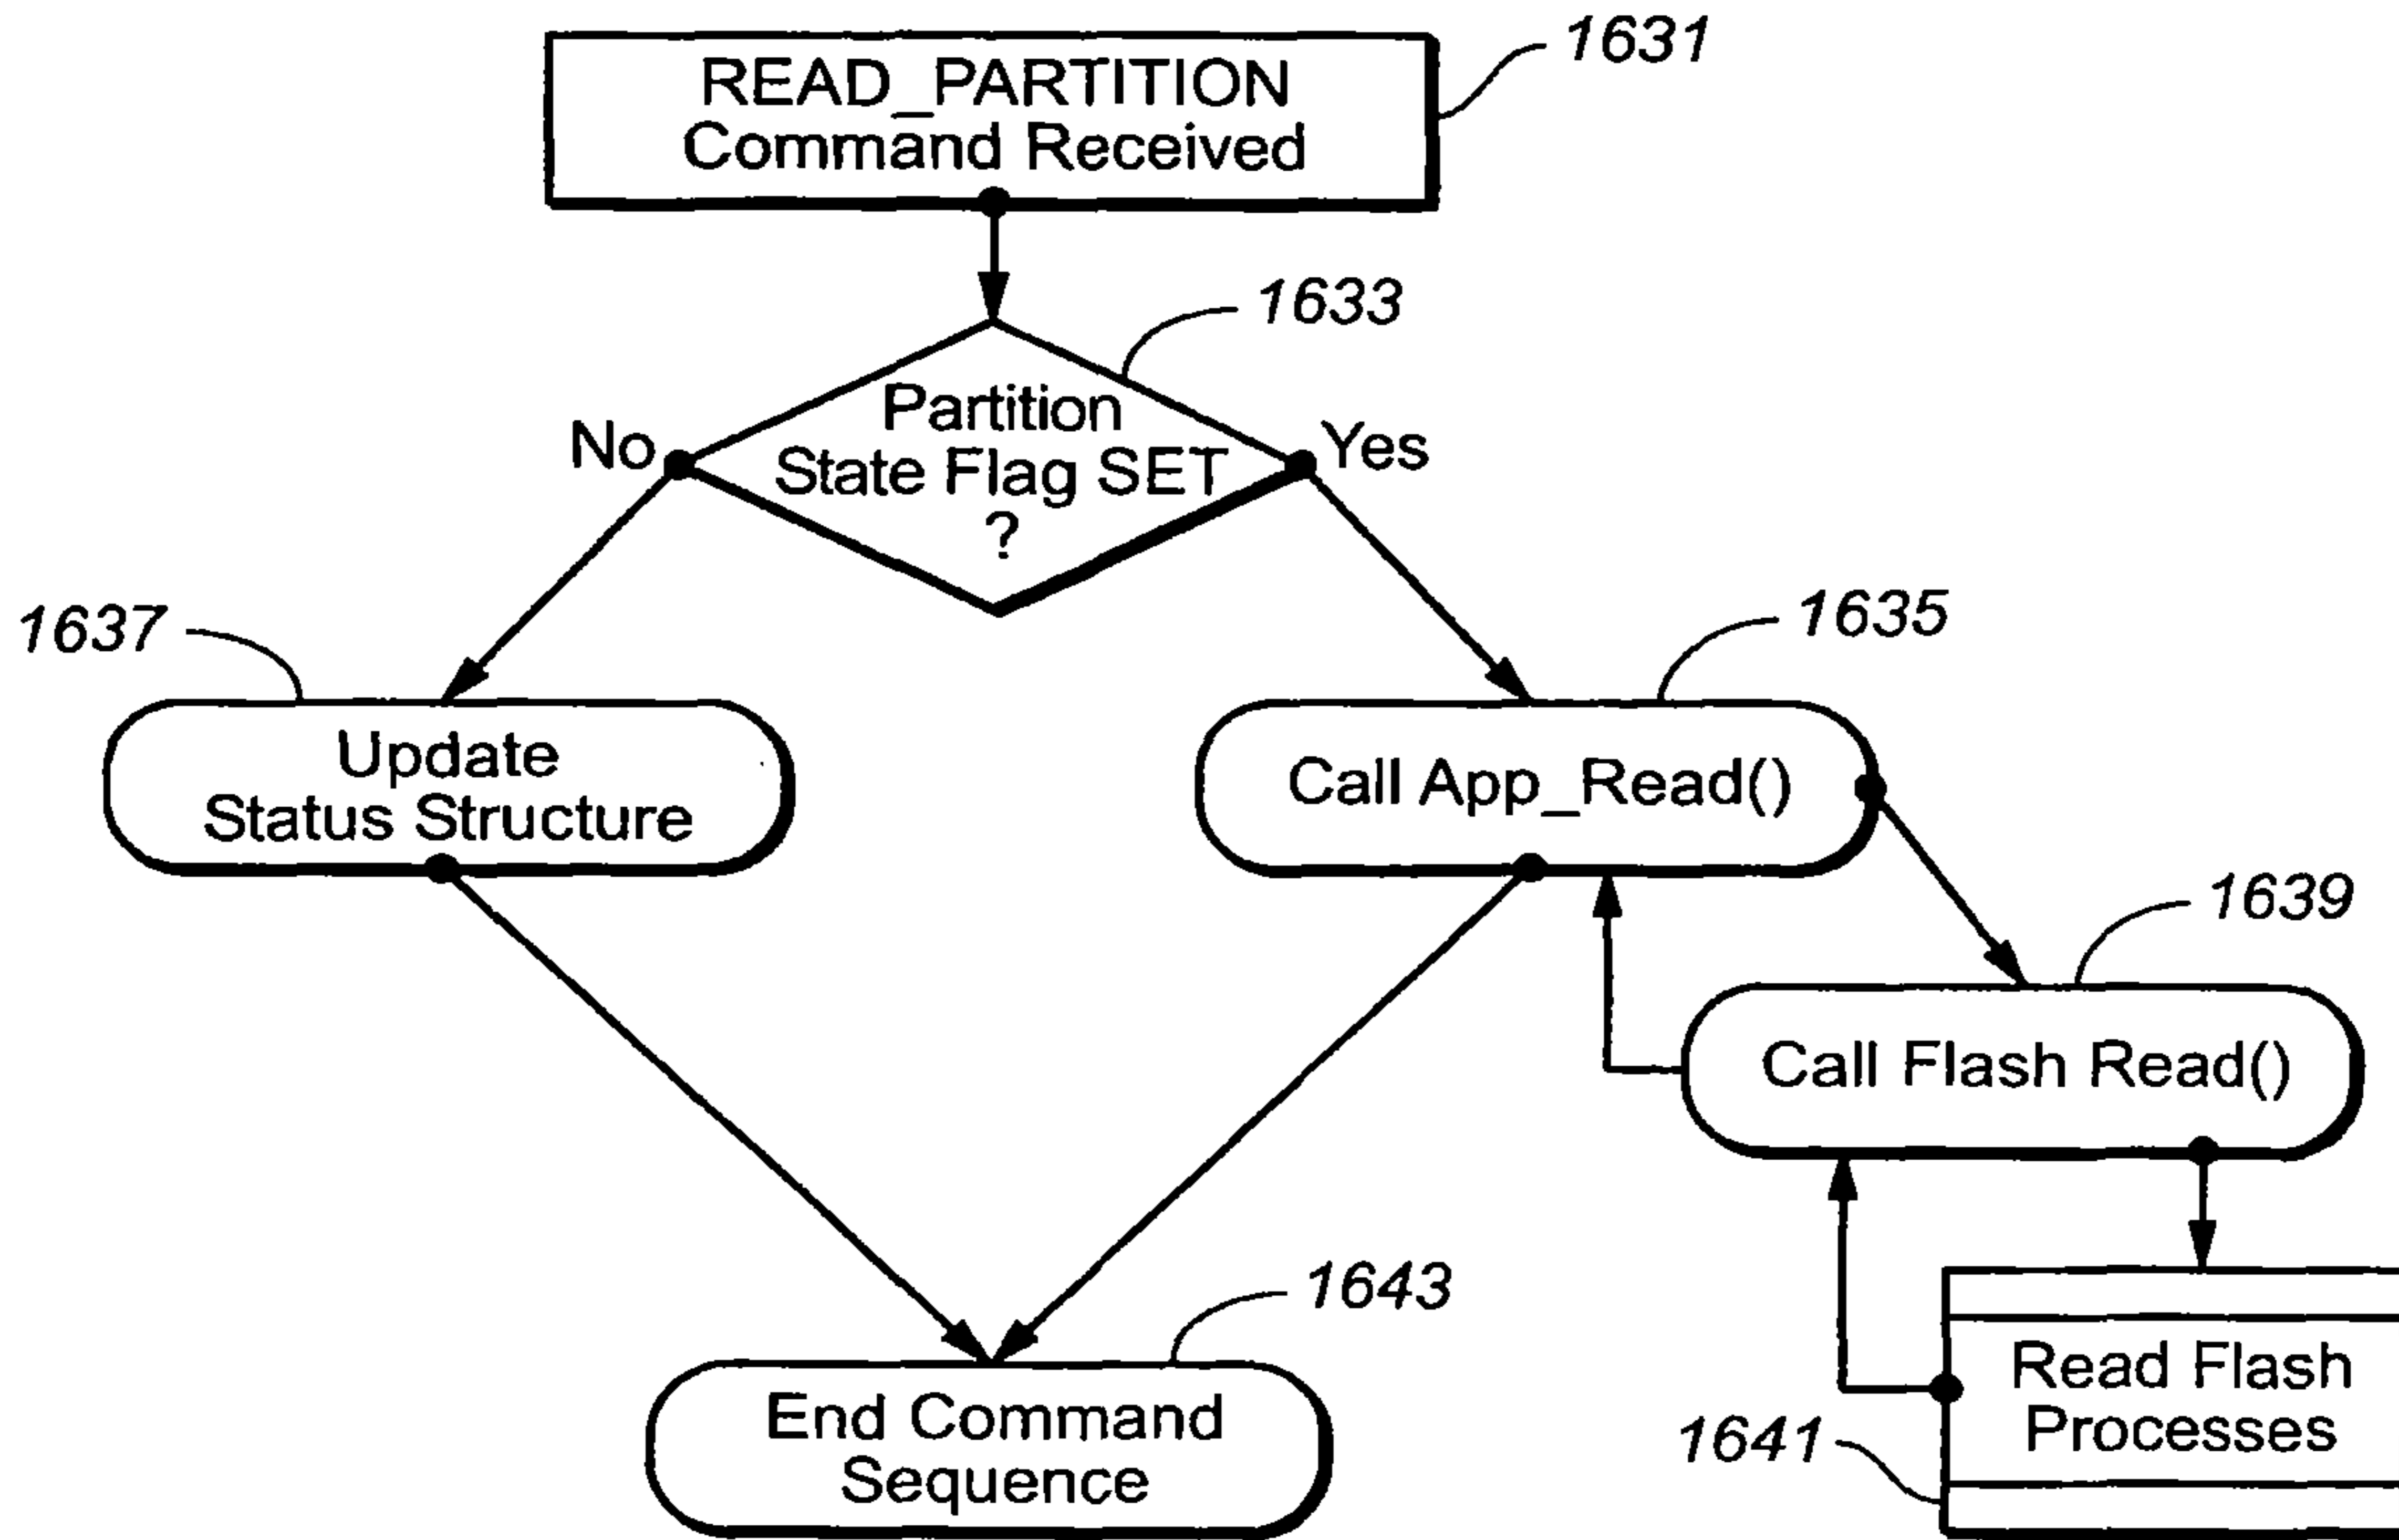 READ_PARTITION
Command Received
1631
1633
Partition
State Flag SET
?
No
Yes
1637
1635
Update
Status Structure
Call App_Read()
1639
Call Flash Read()
1643
End Command
Sequence
Read Flash
Processes
1641